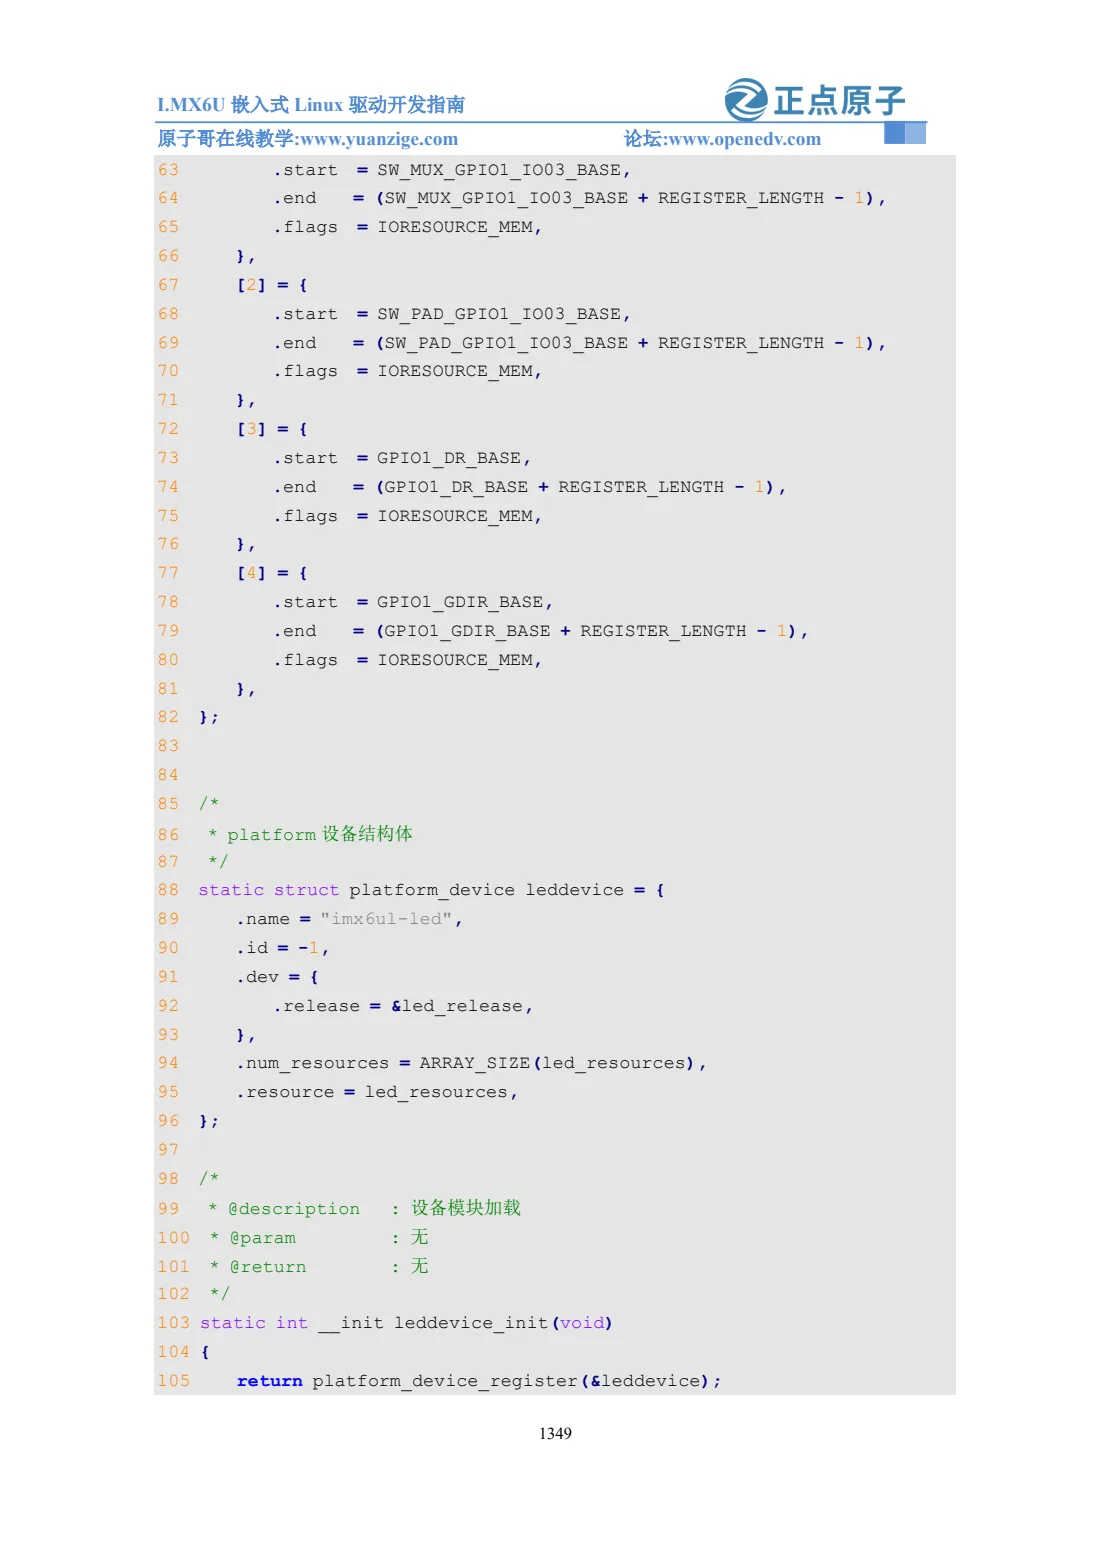 I.MX6U 嵌入式 Linux 驱动开发指南
正点原子
原子哥在线教学:www.yuanzige.com 论坛:www.openedv.com
63 .start = SW_MUX_GPIO1_IO03_BASE,
64 .end = (SW_MUX_GPIO1_IO03_BASE + REGISTER_LENGTH - 1),
65 .flags = IORESOURCE_MEM,
66 },
67 [2] = {
68 .start = SW_PAD_GPIO1_IO03_BASE,
69 .end = (SW_PAD_GPIO1_IO03_BASE + REGISTER_LENGTH - 1),
70 .flags = IORESOURCE_MEM,
71 },
72 [3] = {
73 .start = GPIO1_DR_BASE,
74 .end = (GPIO1_DR_BASE + REGISTER_LENGTH - 1),
75 .flags = IORESOURCE_MEM,
76 },
77 [4] = {
78 .start = GPIO1_GDIR_BASE,
79 .end = (GPIO1_GDIR_BASE + REGISTER_LENGTH - 1),
80 .flags = IORESOURCE_MEM,
81 },
82 };
83
84
85 /*
86 * platform 设备结构体
87 */
88 static struct platform_device leddevice = {
89 .name = "imx6ul-led",
90 .id = -1,
91 .dev = {
92 .release = &led_release,
93 },
94 .num_resources = ARRAY_SIZE(led_resources),
95 .resource = led_resources,
96 };
97
98 /*
99 * @description : 设备模块加载
100 * @param : 无
101 * @return : 无
102 */
103 static int __init leddevice_init(void)
104 {
105 return platform_device_register(&leddevice);
1349